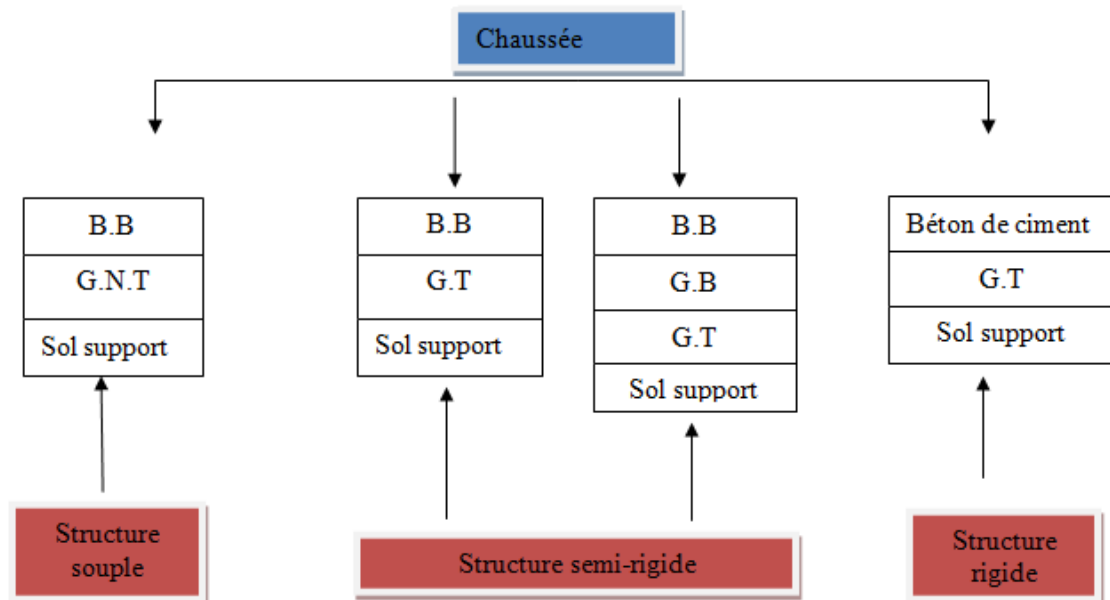 Chaussée
B.B
G.N.T
Sol support
B.B
G.T
Sol support
B.B
G.B
G.T
Sol support
Béton de ciment
G.T
Sol support
Structure
souple
Structure semi-rigide
Structure
rigide